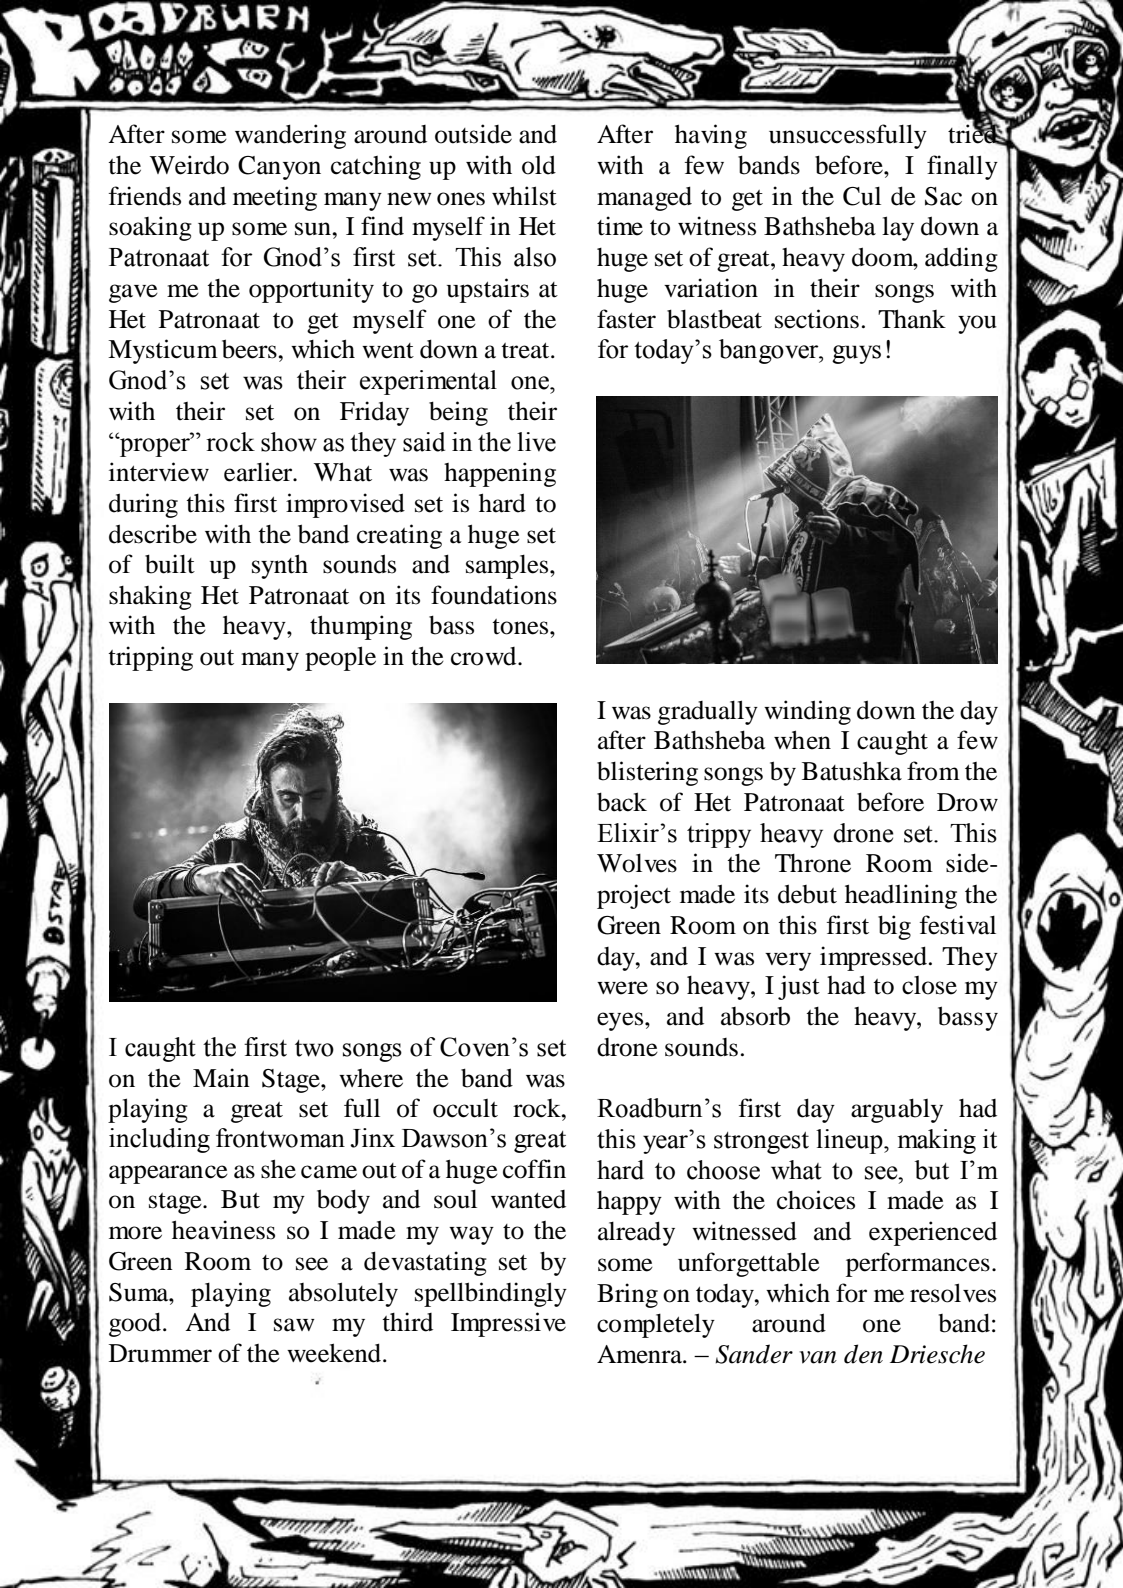 ROADBURN
After some wandering around outside and
the Weirdo Canyon catching up with old
friends and meeting many new ones whilst
soaking up some sun, I find myself in Het
Patronaat for Gnod’s first set. This also
gave me the opportunity to go upstairs at
Het Patronaat to get myself one of the
Mysticum beers, which went down a treat.
Gnod’s set was their experimental one,
with their set on Friday being their
“proper” rock show as they said in the live
interview earlier. What was happening
during this first improvised set is hard to
describe with the band creating a huge set
of built up synth sounds and samples,
shaking Het Patronaat on its foundations
with the heavy, thumping bass tones,
tripping out many people in the crowd.
I caught the first two songs of Coven’s set
on the Main Stage, where the band was
playing a great set full of occult rock,
including frontwoman Jinx Dawson’s great
appearance as she came out of a huge coffin
on stage. But my body and soul wanted
more heaviness so I made my way to the
Green Room to see a devastating set by
Suma, playing absolutely spellbindingly
good. And I saw my third Impressive
Drummer of the weekend.
After having unsuccessfully tried
with a few bands before, I finally
managed to get in the Cul de Sac on
time to witness Bathsheba lay down a
huge set of great, heavy doom, adding
huge variation in their songs with
faster blastbeat sections. Thank you
for today’s bangover, guys!
I was gradually winding down the day
after Bathsheba when I caught a few
blistering songs by Batushka from the
back of Het Patronaat before Drow
Elixir’s trippy heavy drone set. This
Wolves in the Throne Room side-
project made its debut headlining the
Green Room on this first big festival
day, and I was very impressed. They
were so heavy, I just had to close my
eyes, and absorb the heavy, bassy
drone sounds.
Roadburn’s first day arguably had
this year’s strongest lineup, making it
hard to choose what to see, but I’m
happy with the choices I made as I
already witnessed and experienced
some unforgettable performances.
Bring on today, which for me resolves
completely around one band:
Amenra. – Sander van den Driesche